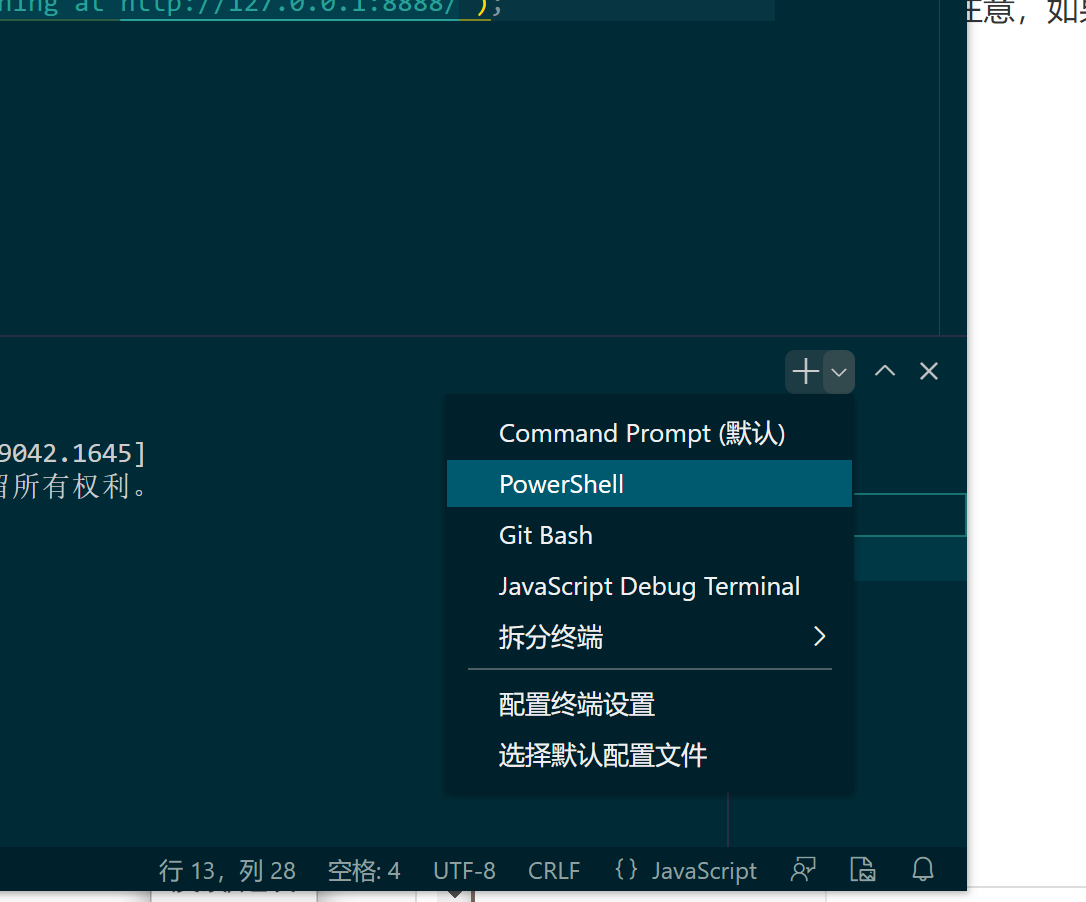 ning at http://127.0.0.1:8888/");
注意，如果
9042.1645]
留所有权利。
Command Prompt (默认)
PowerShell
Git Bash
JavaScript Debug Terminal
拆分终端
配置终端设置
选择默认配置文件
行 13，列 28 空格: 4 UTF-8 CRLF {} JavaScript